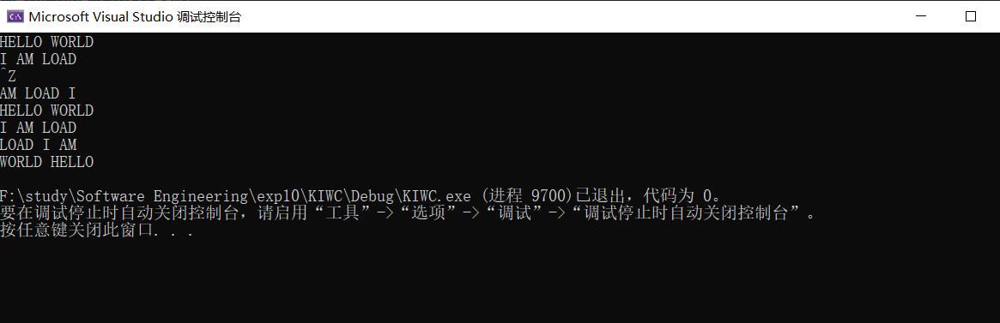 Microsoft Visual Studio 调试控制台
HELLO WORLD
I AM LOAD
^Z
AM LOAD I
HELLO WORLD
I AM LOAD
LOAD I AM
WORLD HELLO
F:\study\Software Engineering\exp10\KIWC\Debug\KIWC.exe (进程 9700)已退出，代码为 0。
要在调试停止时自动关闭控制台，请启用“工具”->“选项”->“调试”->“调试停止时自动关闭控制台”。
按任意键关闭此窗口. . .